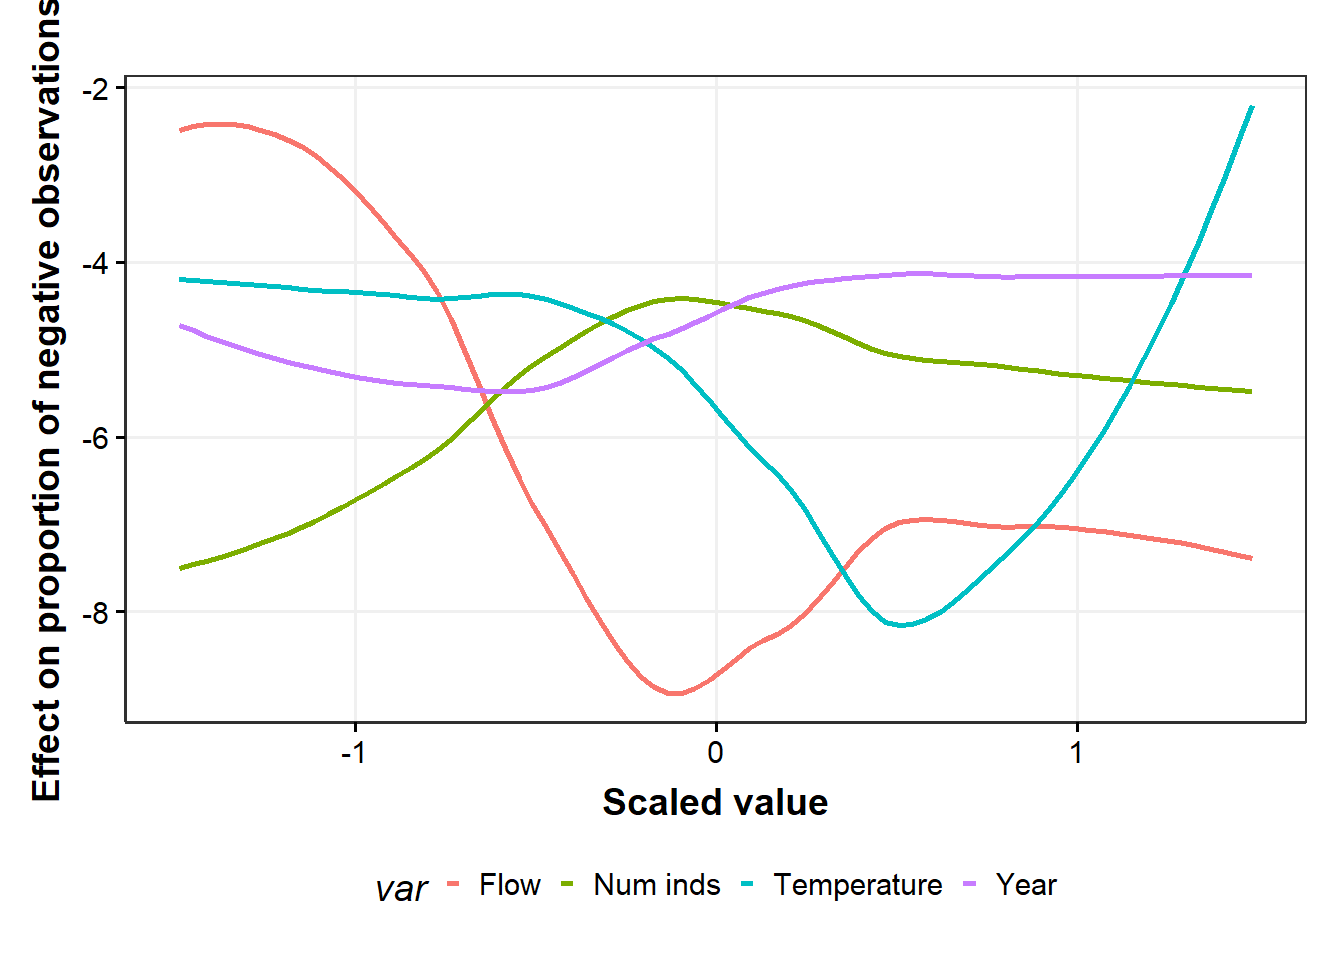 Effect on proportion of negative observations
-2
-4
-6
-8
-1 0 1
Scaled value
var Flow Num inds Temperature Year